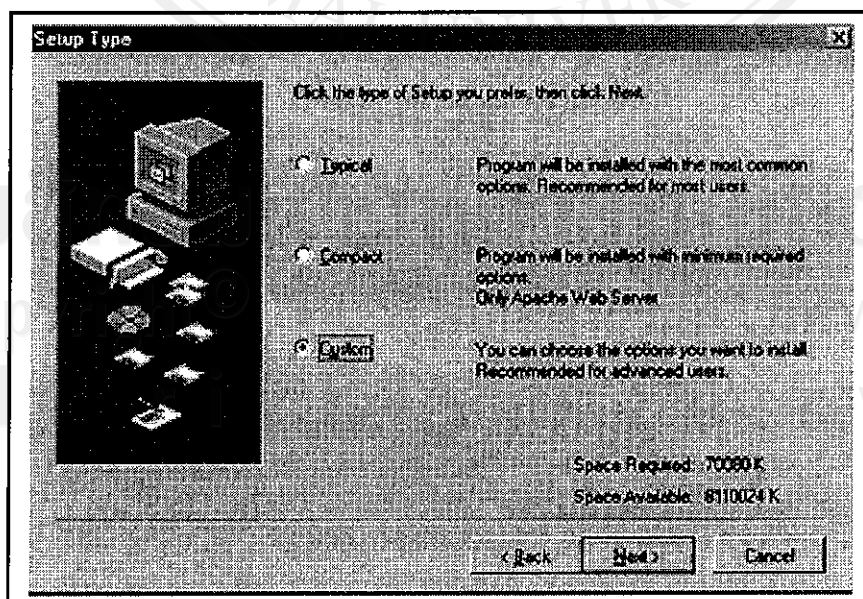 Setup Type
Click the type of Setup you prefer, then click Next.
Typical
Program will be installed with the most common
options. Recommended for most users.
Compact
Program will be installed with minimum required
options.
Only Apache Web Server
Custom
You can choose the options you want to install.
Recommended for advanced users.
Space Required: 70080 K
Space Available: 8110024 K
< Back
Next >
Cancel